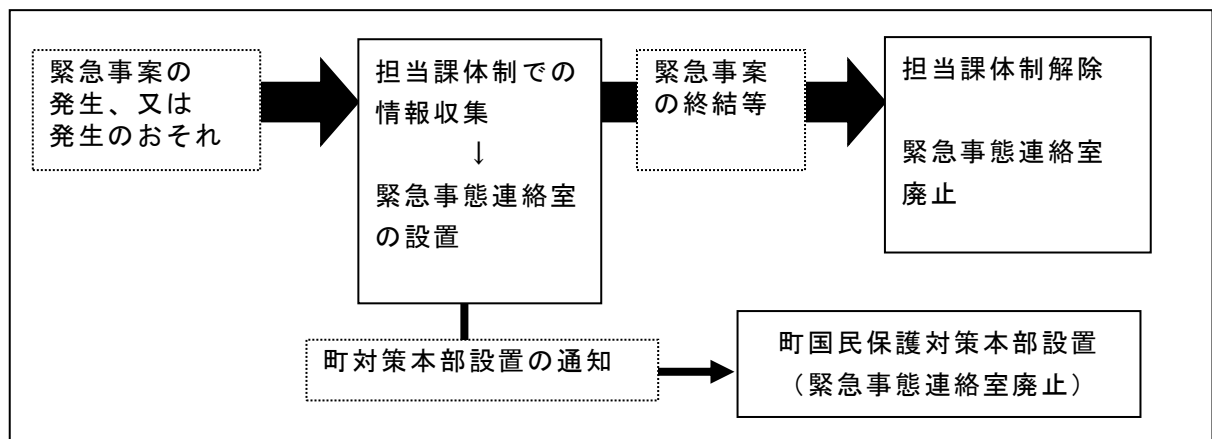 緊急事案の
発生、又は
発生のおそれ
担当課体制での
情報収集
↓
緊急事態連絡室
の設置
緊急事案
の終結等
担当課体制解除
緊急事態連絡室
廃止
町対策本部設置の通知
町国民保護対策本部設置
（緊急事態連絡室廃止）